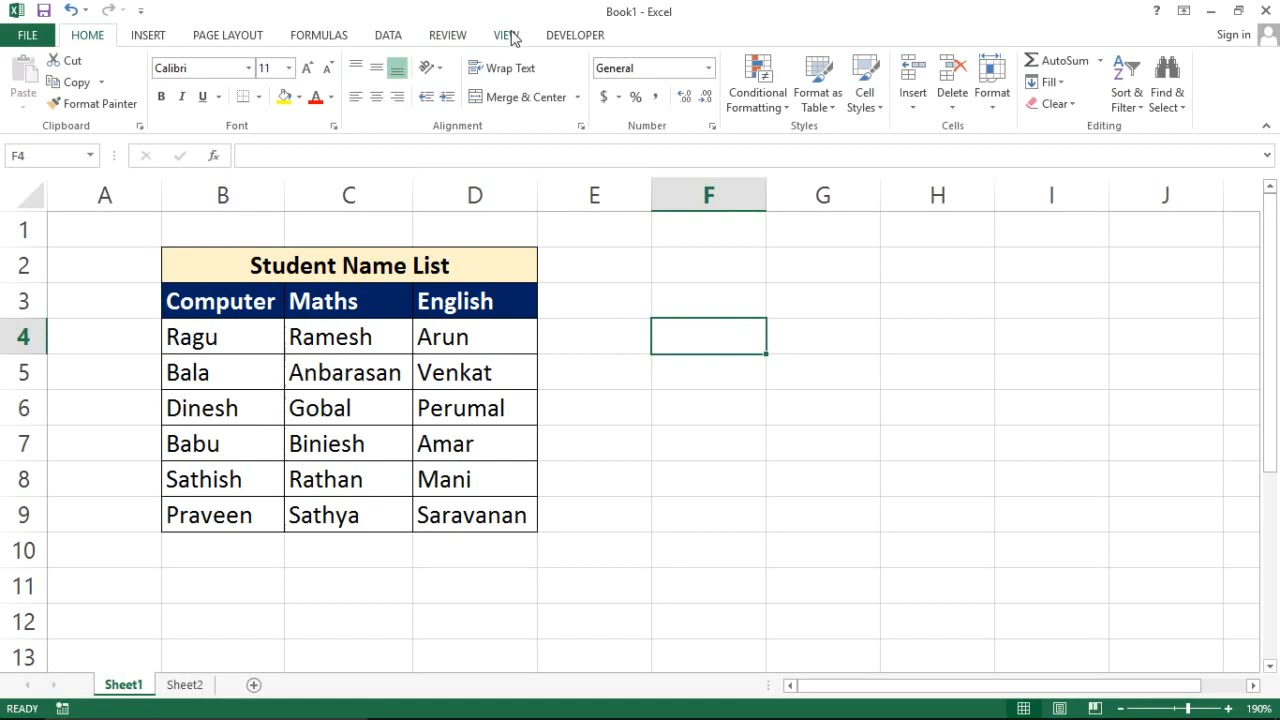 Book1 - Excel
?
FILE HOME INSERT PAGE LAYOUT FORMULAS DATA REVIEW VIEW DEVELOPER Sign in
Paste Cut
Copy
Format Painter
Clipboard
Calibri 11
B I U A
Font
Wrap Text
Merge & Center
Alignment
General
$ % ,
Number
Conditional Formatting
Format as Table
Cell Styles
Styles
Insert Delete Format
Cells
AutoSum
Fill
Clear
Sort & Filter
Find & Select
Editing
F4 fx
A B C D E F G H I J
1
2 Student Name List
3 Computer Maths English
4 Ragu Ramesh Arun
5 Bala Anbarasan Venkat
6 Dinesh Gobal Perumal
7 Babu Biniesh Amar
8 Sathish Rathan Mani
9 Praveen Sathya Saravanan
10
11
12
13
Sheet1 Sheet2
READY 190%